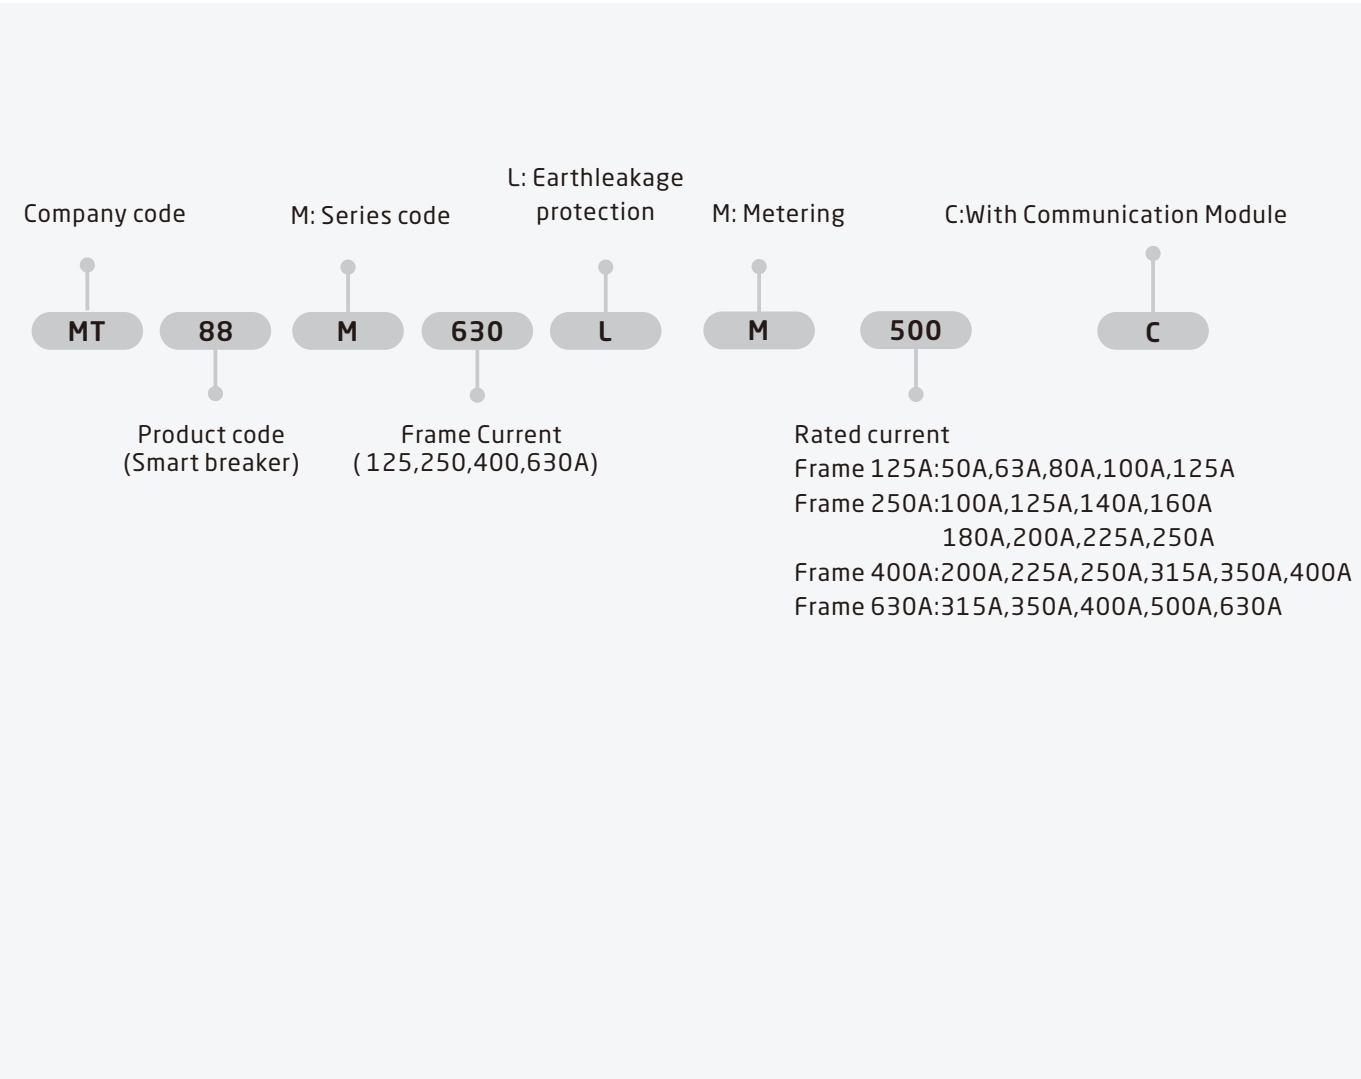 L: Earthleakage
protection
Company code
M: Series code
M: Metering
C:With Communication Module
MT 88 M 630 L M 500 C
Product code
(Smart breaker)
Frame Current
( 125,250,400,630A)
Rated current
Frame 125A:50A,63A,80A,100A,125A
Frame 250A:100A,125A,140A,160A
180A,200A,225A,250A
Frame 400A:200A,225A,250A,315A,350A,400A
Frame 630A:315A,350A,400A,500A,630A